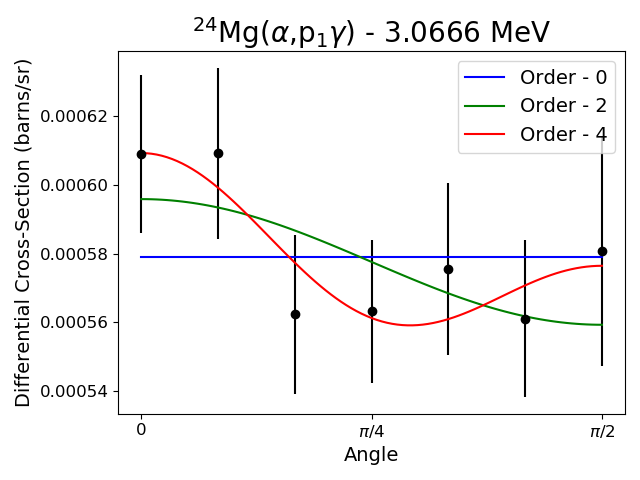 ²⁴Mg(α,p₁γ) - 3.0666 MeV
Differential Cross-Section (barns/sr)
0.00062
0.00060
0.00058
0.00056
0.00054
Order - 0
Order - 2
Order - 4
0
π/4
π/2
Angle